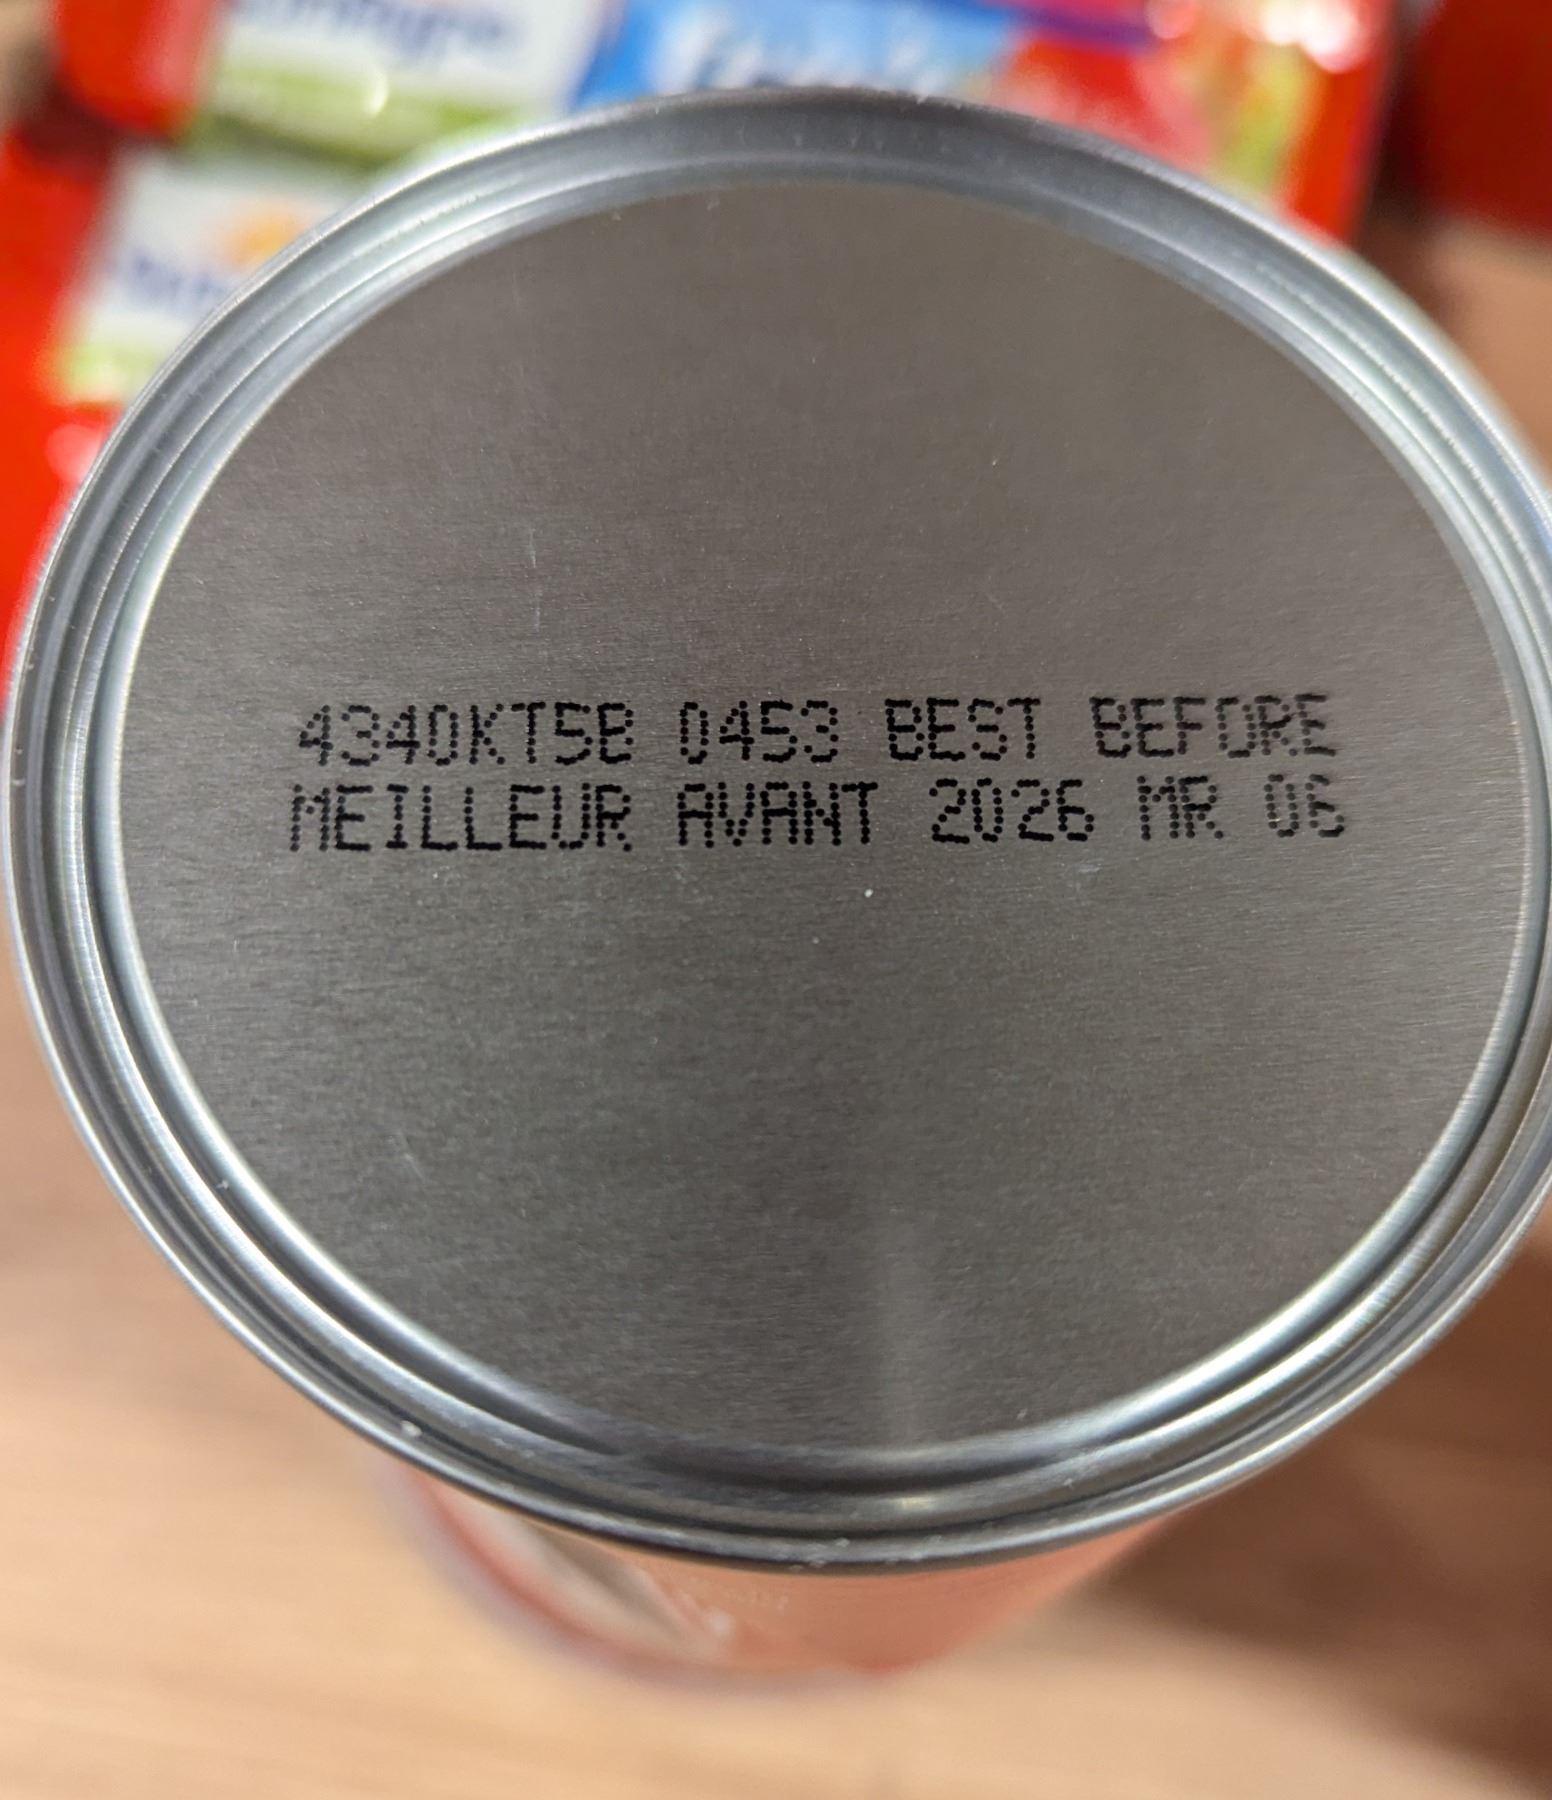 4340KT5B 0453 BEST BEFORE
MEILLEUR AVANT 2026 MR 06